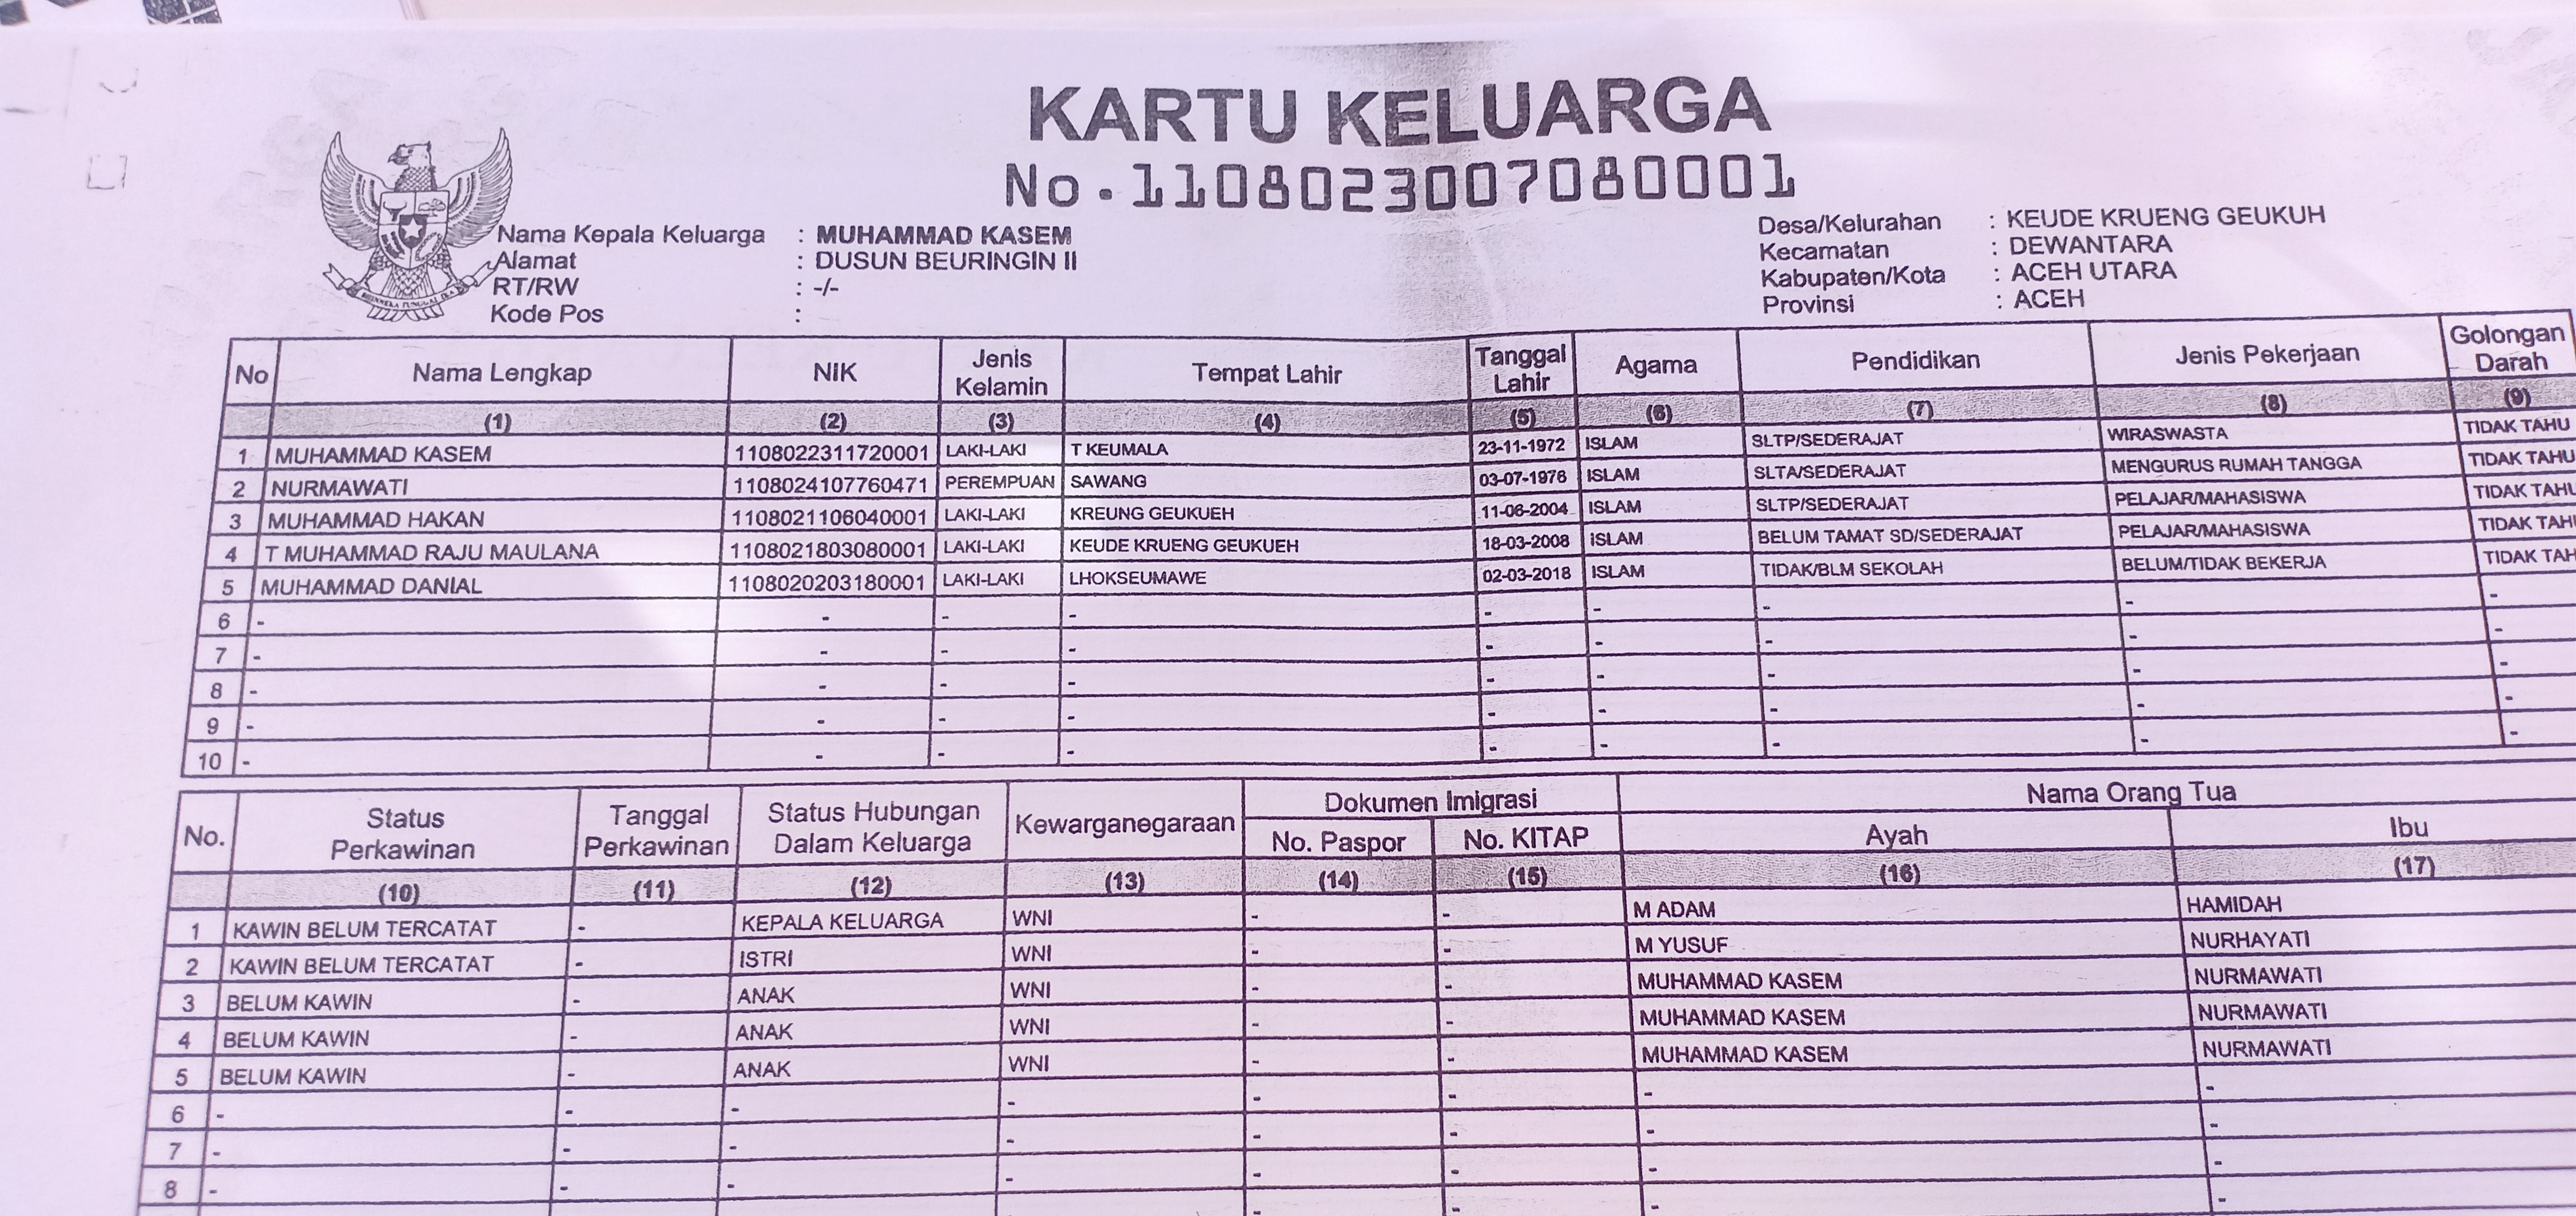 KARTU KELUARGA
No.1108023007080001
Nama Kepala Keluarga : MUHAMMAD KASEM
Alamat : DUSUN BEURINGIN II
RT/RW : -/-
Kode Pos :
Desa/Kelurahan : KEUDE KRUENG GEUKUH
Kecamatan : DEWANTARA
Kabupaten/Kota : ACEH UTARA
Provinsi : ACEH
No Nama Lengkap NIK Jenis Kelamin Tempat Lahir Tanggal Lahir Agama Pendidikan Jenis Pekerjaan Golongan Darah
(1) (2) (3) (4) (5) (6) (7) (8) (9)
1 MUHAMMAD KASEM 1108022311720001 LAKI-LAKI T KEUMALA 23-11-1972 ISLAM SLTP/SEDERAJAT WIRASWASTA TIDAK TAHU
2 NURMAWATI 1108024107760471 PEREMPUAN SAWANG 03-07-1976 ISLAM SLTA/SEDERAJAT MENGURUS RUMAH TANGGA TIDAK TAHU
3 MUHAMMAD HAKAN 1108021106040001 LAKI-LAKI KREUNG GEUKUEH 11-06-2004 ISLAM SLTP/SEDERAJAT PELAJAR/MAHASISWA TIDAK TAHU
4 T MUHAMMAD RAJU MAULANA 1108021803080001 LAKI-LAKI KEUDE KRUENG GEUKUEH 18-03-2008 ISLAM BELUM TAMAT SD/SEDERAJAT PELAJAR/MAHASISWA TIDAK TAH
5 MUHAMMAD DANIAL 1108020203180001 LAKI-LAKI LHOKSEUMAWE 02-03-2018 ISLAM TIDAK/BLM SEKOLAH BELUM/TIDAK BEKERJA TIDAK TAH
6 - - - - - - - - -
7 - - - - - - - - -
8 - - - - - - - - -
9 - - - - - - - - -
10 - - - - - - - - -
No. Status Perkawinan Tanggal Perkawinan Status Hubungan Dalam Keluarga Kewarganegaraan Dokumen Imigrasi No. Paspor No. KITAP Nama Orang Tua Ayah Ibu
(10) (11) (12) (13) (14) (15) (16) (17)
1 KAWIN BELUM TERCATAT - KEPALA KELUARGA WNI - - M ADAM HAMIDAH
2 KAWIN BELUM TERCATAT - ISTRI WNI - - M YUSUF NURHAYATI
3 BELUM KAWIN - ANAK WNI - - MUHAMMAD KASEM NURMAWATI
4 BELUM KAWIN - ANAK WNI - - MUHAMMAD KASEM NURMAWATI
5 BELUM KAWIN - ANAK WNI - - MUHAMMAD KASEM NURMAWATI
6 - - - - - - - -
7 - - - - - - - -
8 - - - - - - - -